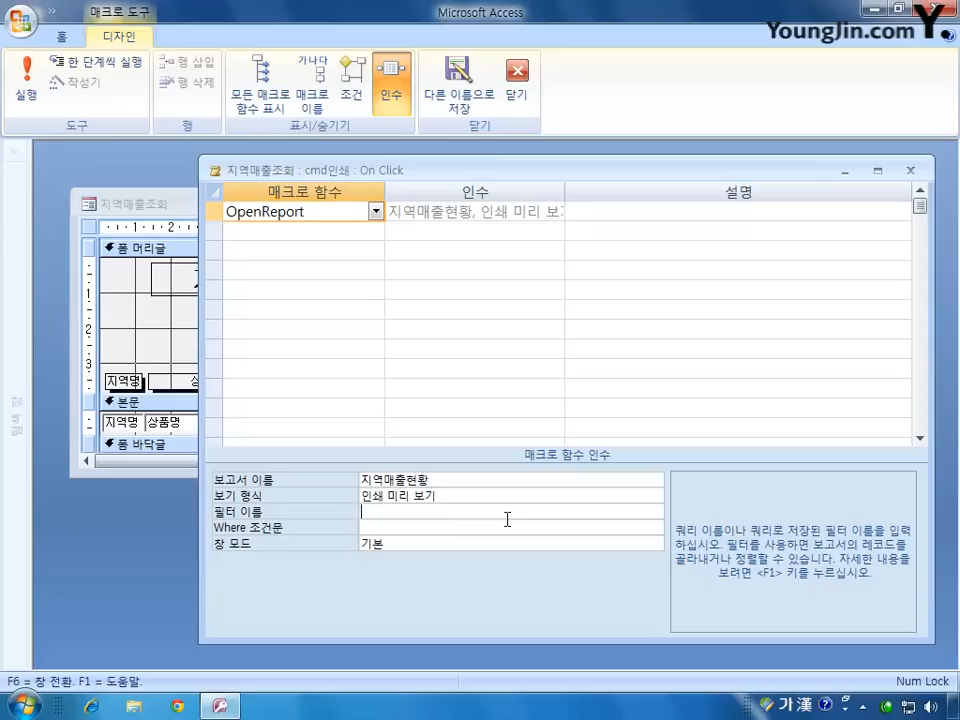 매크로 도구
Microsoft Access
YoungJin.com Y.
홈
디자인
실행
한 단계씩 실행
작성기
도구
행 삽입
행 삭제
행
모든 매크로 함수 표시
매크로 이름
조건
인수
표시/숨기기
다른 이름으로 저장
닫기
닫기
지역매출조회
폼 머리글
지역명
본문
지역명 상품명
폼 바닥글
지역매출조회 : cmd인쇄 : On Click
매크로 함수 인수 설명
OpenReport 지역매출현황, 인쇄 미리 보
매크로 함수 인수
보고서 이름 지역매출현황
보기 형식 인쇄 미리 보기
필터 이름
Where 조건문
창 모드 기본
쿼리 이름이나 쿼리로 저장된 필터 이름을 입력
하십시오. 필터를 사용하면 보고서의 레코드를
골라내거나 정렬할 수 있습니다. 자세한 내용을
보려면 <F1> 키를 누르십시오.
F6 = 창 전환. F1 = 도움말.
Num Lock
가 漢